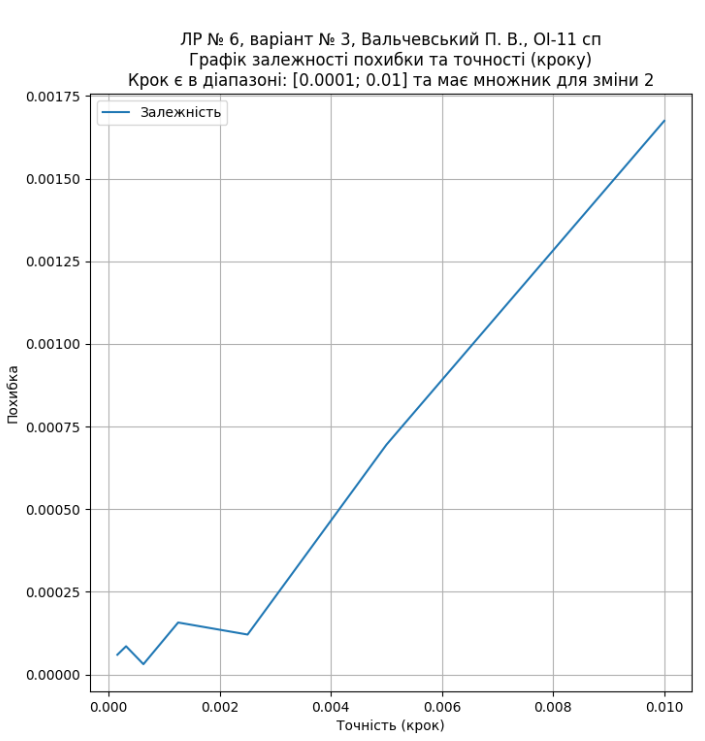 ЛР № 6, варіант № 3, Вальчевський П. В., ОІ-11 сп
Графік залежності похибки та точності (кроку)
Крок є в діапазоні: [0.0001; 0.01] та має множник для зміни 2
Залежність
0.00175
0.00150
0.00125
0.00100
0.00075
0.00050
0.00025
0.00000
Похибка
0.000
0.002
0.004
0.006
0.008
0.010
Точність (крок)